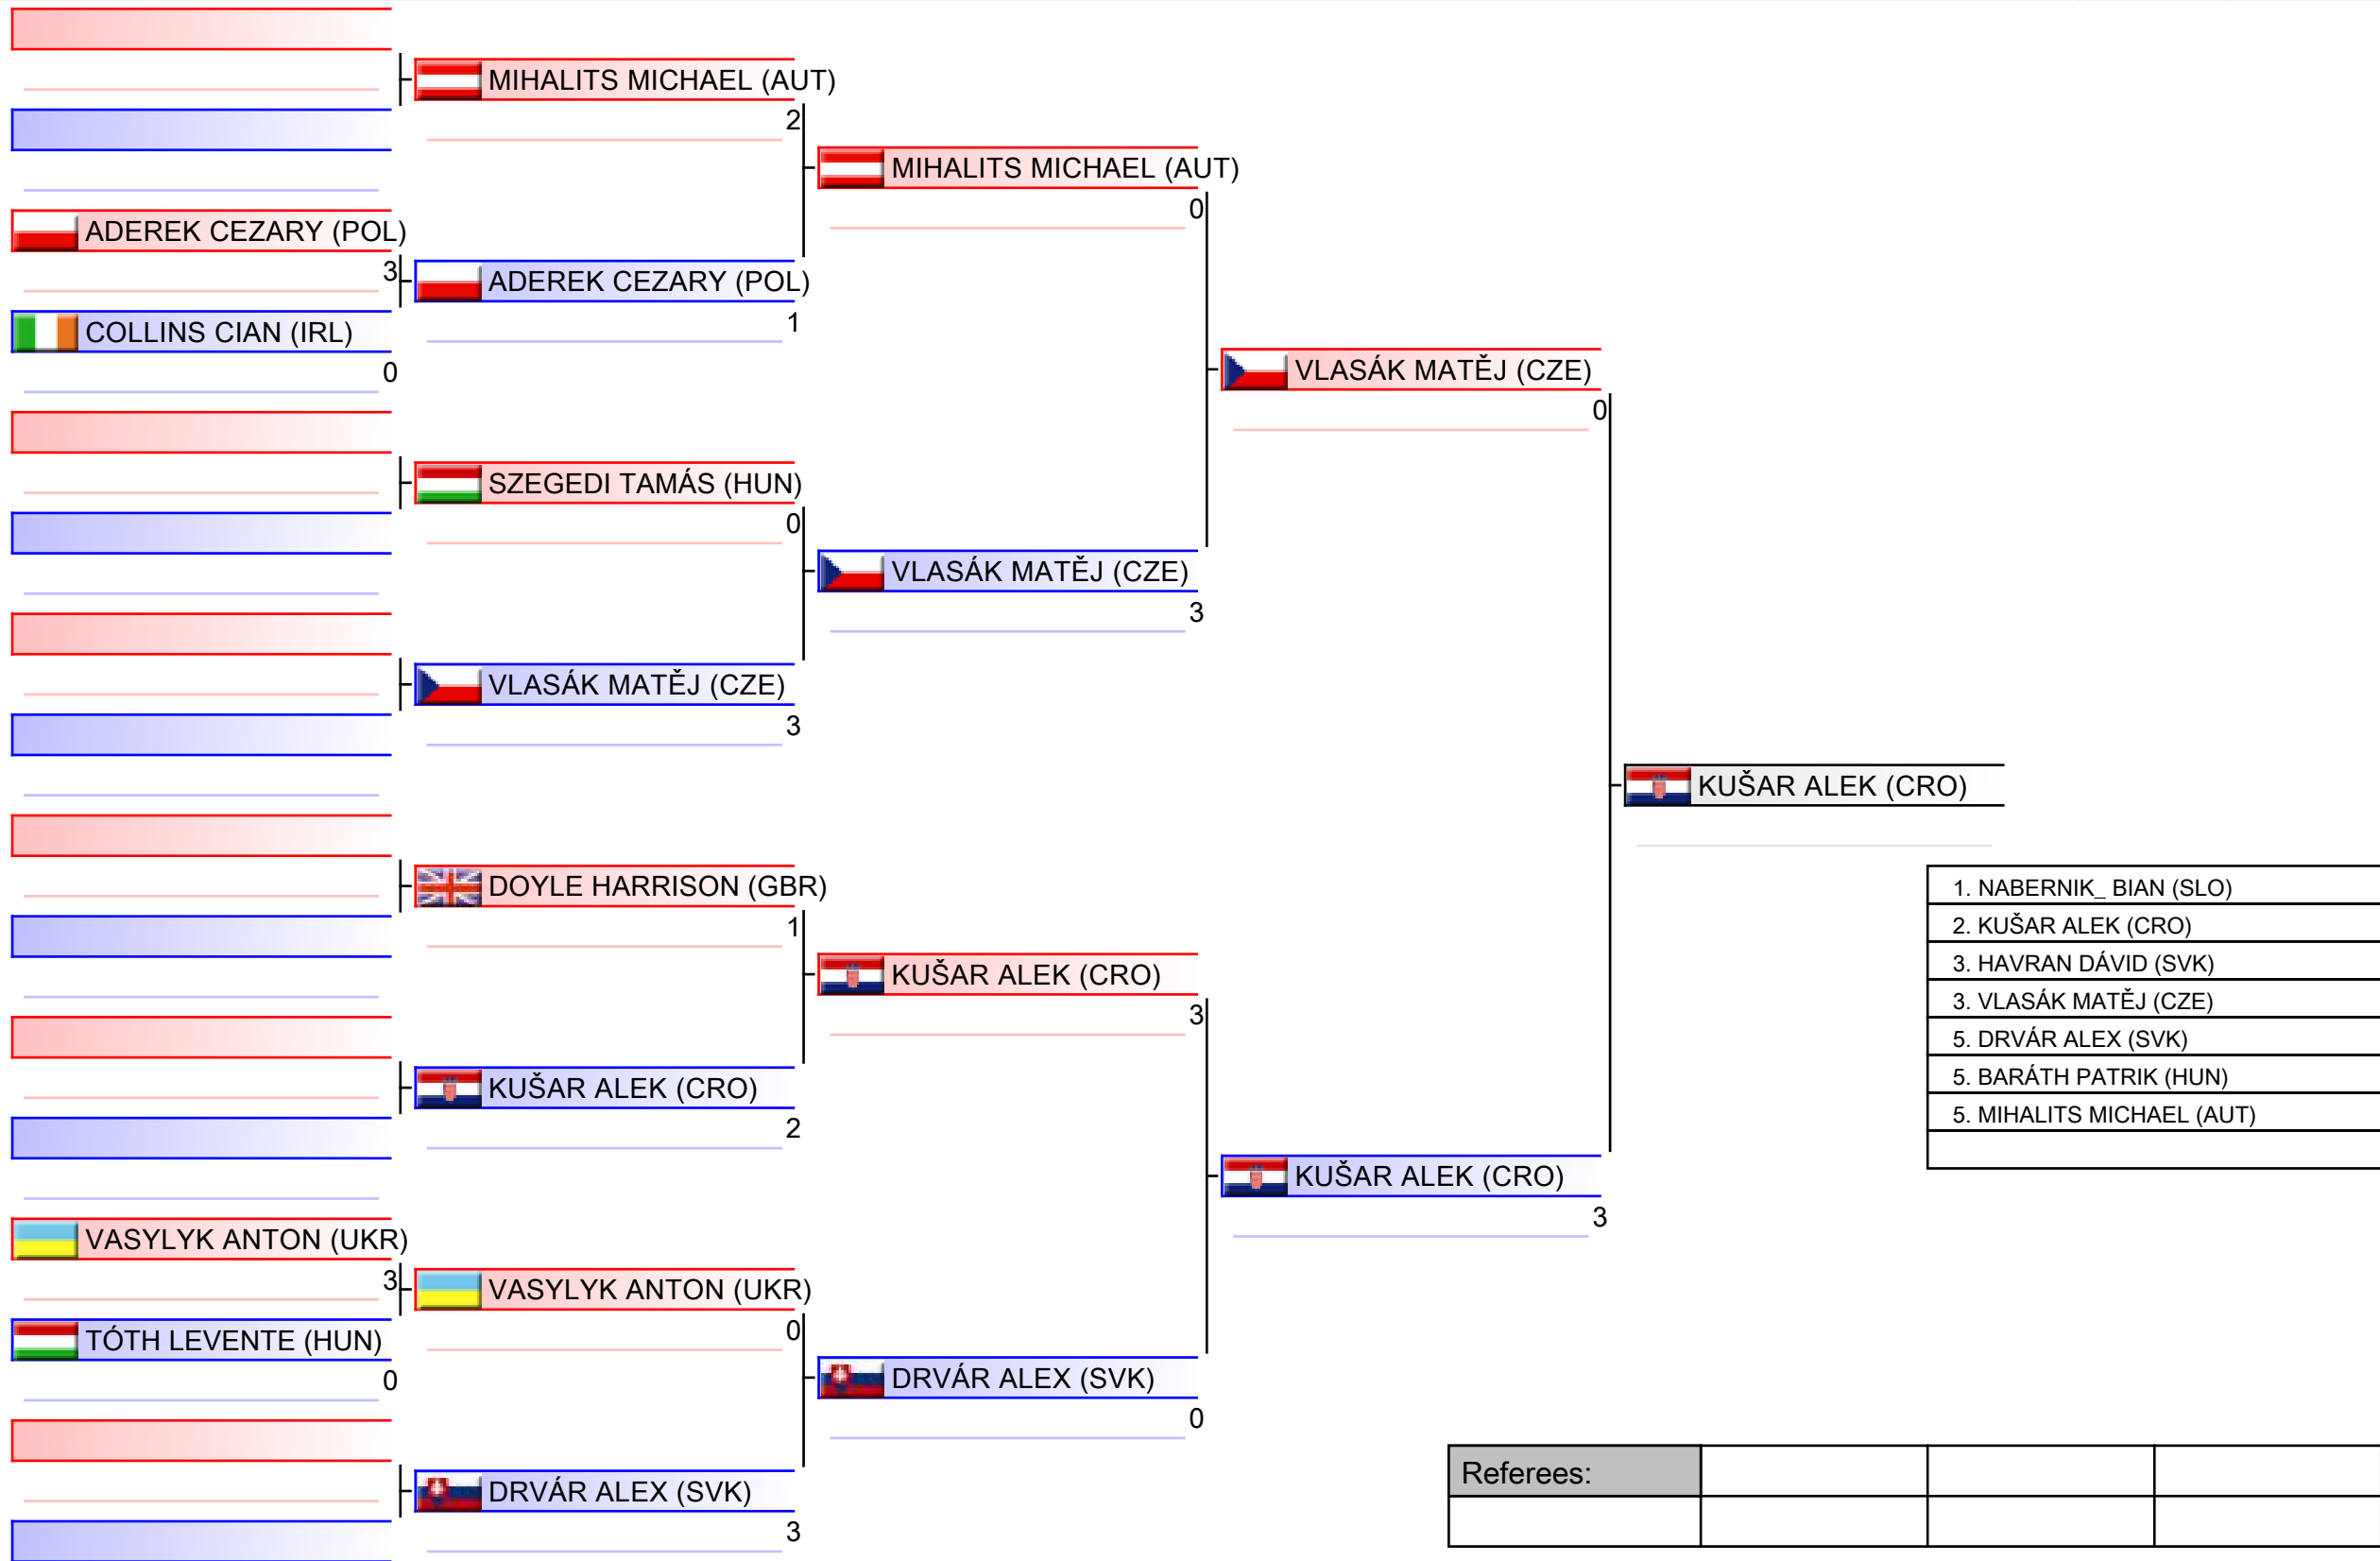 MIHALITS MICHAEL (AUT)
2
MIHALITS MICHAEL (AUT)
0
ADEREK CEZARY (POL)
3
ADEREK CEZARY (POL)
1
COLLINS CIAN (IRL)
0
VLASÁK MATĚJ (CZE)
0
SZEGEDI TAMÁS (HUN)
0
VLASÁK MATĚJ (CZE)
3
VLASÁK MATĚJ (CZE)
3
KUŠAR ALEK (CRO)
DOYLE HARRISON (GBR)
1
KUŠAR ALEK (CRO)
3
KUŠAR ALEK (CRO)
2
KUŠAR ALEK (CRO)
3
VASYLYK ANTON (UKR)
3
VASYLYK ANTON (UKR)
0
TÓTH LEVENTE (HUN)
0
DRVÁR ALEX (SVK)
0
DRVÁR ALEX (SVK)
3
1. NABERNIK_ BIAN (SLO)
2. KUŠAR ALEK (CRO)
3. HAVRAN DÁVID (SVK)
3. VLASÁK MATĚJ (CZE)
5. DRVÁR ALEX (SVK)
5. BARÁTH PATRIK (HUN)
5. MIHALITS MICHAEL (AUT)
Referees: